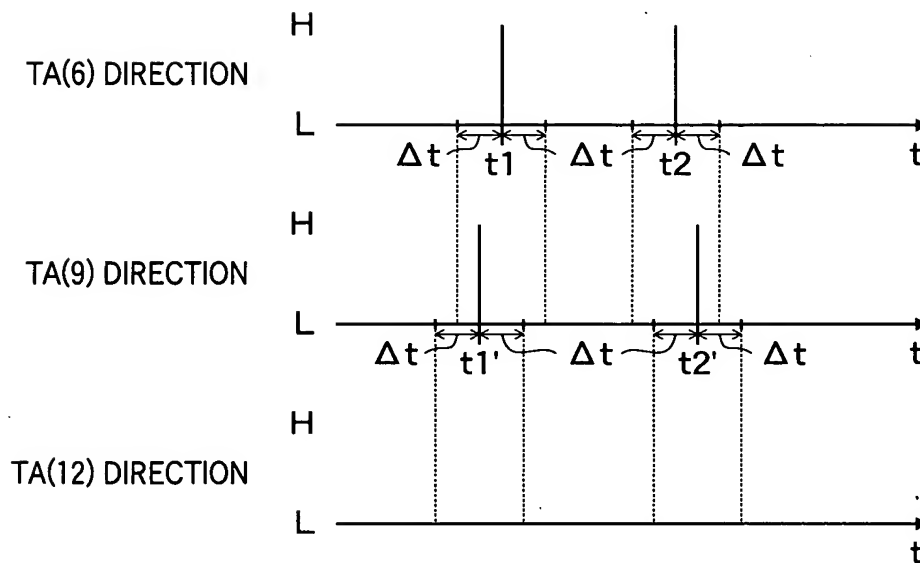 H
TA(6) DIRECTION
L
Δt t1 Δt t2 Δt t
H
TA(9) DIRECTION
L
Δt t1' Δt t2' Δt t
H
TA(12) DIRECTION
L
t